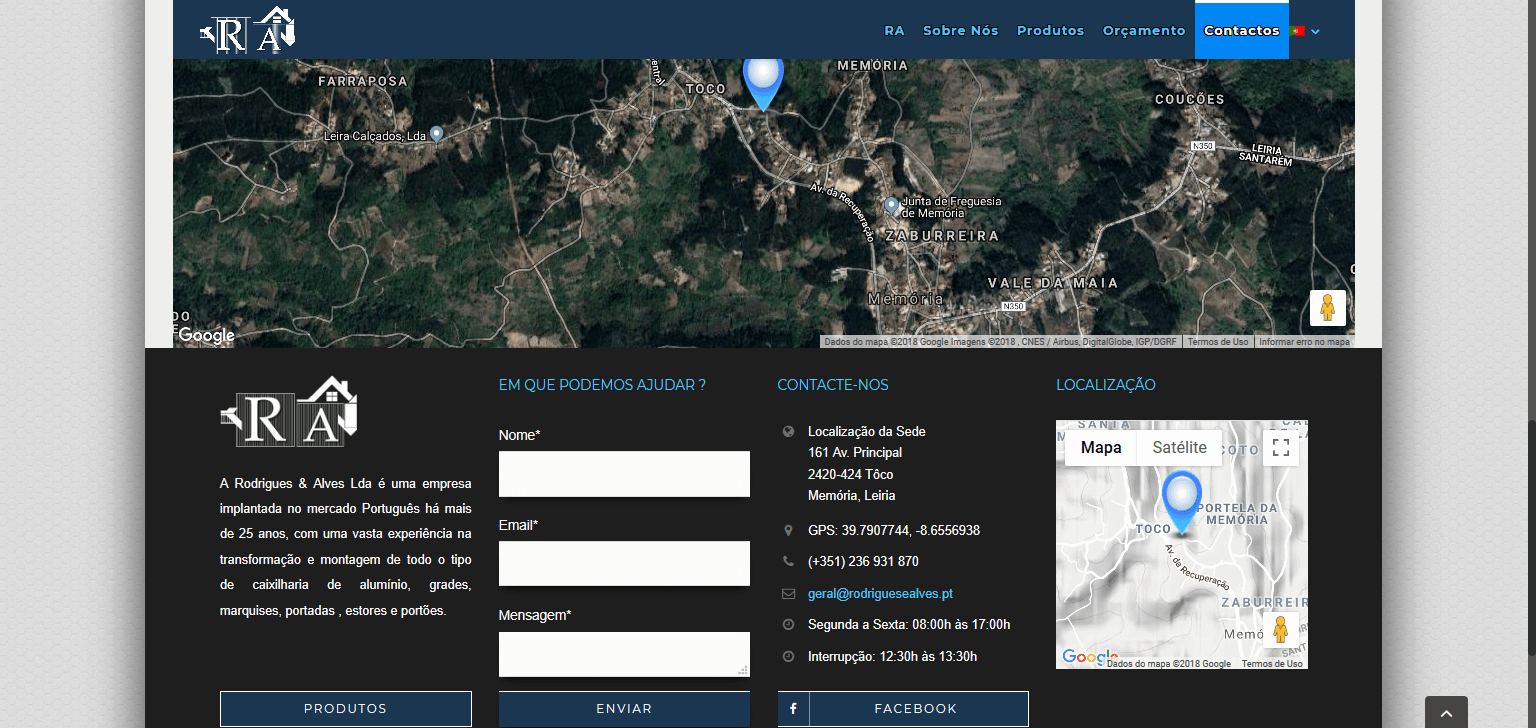 RA
RA Sobre Nós Produtos Orçamento Contactos
FARRAPOSA
TOCO
MEMÓRIA
COUCÕES
Leira Calçados, Lda
N350
LEIRIA
SANTARÉM
Av. da Recuperação
Junta de Freguesia
de Memória
ZABURREIRA
VALE DA MAIA
Memória
N350
Google
Dados do mapa ©2018 Google Imagens ©2018 , CNES / Airbus, DigitalGlobe, IGP/DGRF
Termos de Uso
Informar erro no mapa
RA
A Rodrigues & Alves Lda é uma empresa
implantada no mercado Português há mais
de 25 anos, com uma vasta experiência na
transformação e montagem de todo o tipo
de caixilharia de alumínio, grades,
marquises, portadas , estores e portões.
PRODUTOS
EM QUE PODEMOS AJUDAR ?
Nome*
Email*
Mensagem*
ENVIAR
CONTACTE-NOS
Localização da Sede
161 Av. Principal
2420-424 Tôco
Memória, Leiria
GPS: 39.7907744, -8.6556938
(+351) 236 931 870
geral@rodriguesealves.pt
Segunda a Sexta: 08:00h às 17:00h
Interrupção: 12:30h às 13:30h
FACEBOOK
LOCALIZAÇÃO
Mapa Satélite
PORTELA DA
MEMÓRIA
TOCO
Av. da Recuperação
ZABURREIR
Memó
Google
Dados do mapa ©2018 Google
Termos de Uso